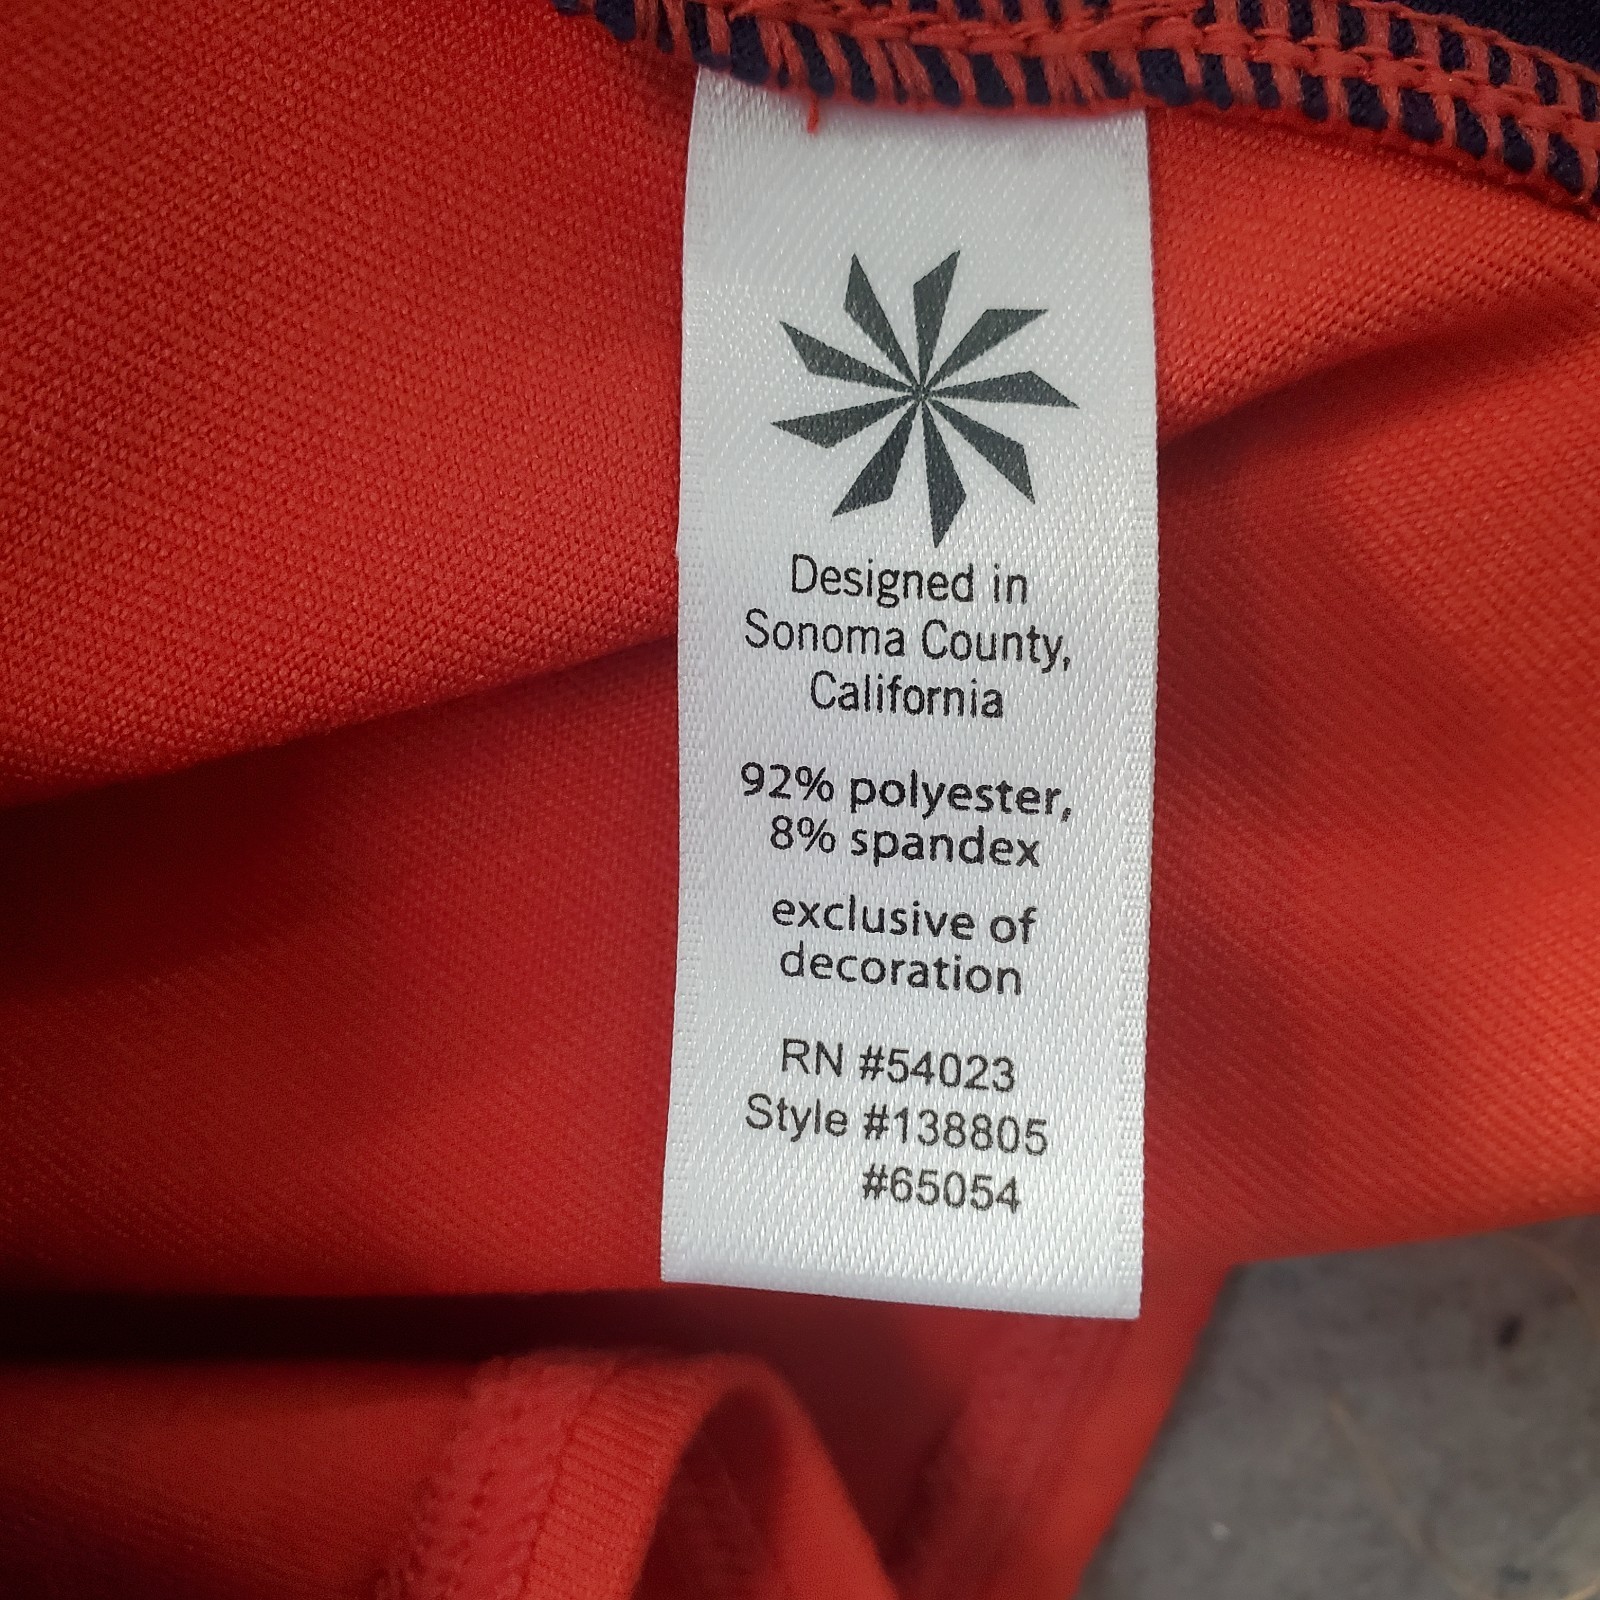 Designed in
Sonoma County,
California
92% polyester,
8% spandex
exclusive of
decoration
RN #54023
Style #138805
#65054